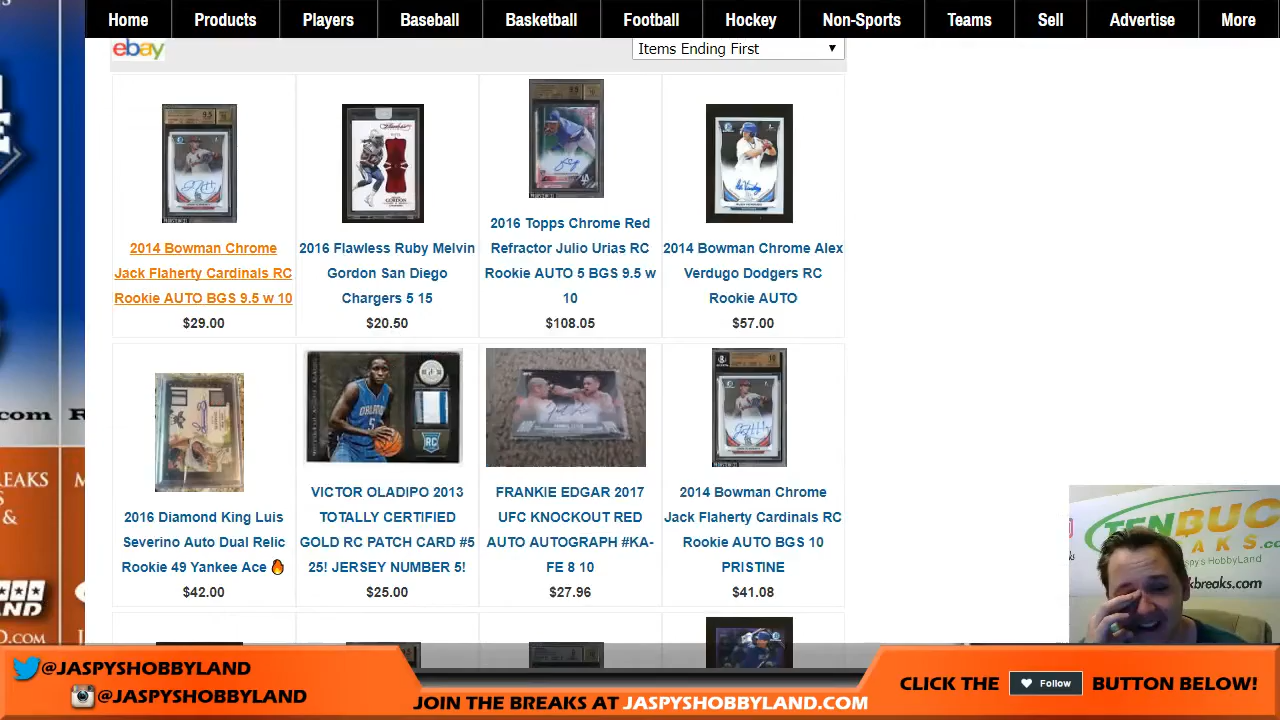 Home Products Players Baseball Basketball Football Hockey Non-Sports Teams Sell Advertise More
ebay
Items Ending First
2014 Bowman Chrome
Jack Flaherty Cardinals RC
Rookie AUTO BGS 9.5 w 10
$29.00
2016 Flawless Ruby Melvin
Gordon San Diego
Chargers 5 15
$20.50
2016 Topps Chrome Red
Refractor Julio Urias RC
Rookie AUTO 5 BGS 9.5 w
10
$108.05
2014 Bowman Chrome Alex
Verdugo Dodgers RC
Rookie AUTO
$57.00
2016 Diamond King Luis
Severino Auto Dual Relic
Rookie 49 Yankee Ace 🔥
$42.00
VICTOR OLADIPO 2013
TOTALLY CERTIFIED
GOLD RC PATCH CARD #5
25! JERSEY NUMBER 5!
$25.00
FRANKIE EDGAR 2017
UFC KNOCKOUT RED
AUTO AUTOGRAPH #KA-
FE 8 10
$27.96
2014 Bowman Chrome
Jack Flaherty Cardinals RC
Rookie AUTO BGS 10
PRISTINE
$41.08
.com
@JASPYSHOBBYLAND
@JASPYSHOBBYLAND
JOIN THE BREAKS AT JASPYSHOBBYLAND.COM
CLICK THE Follow BUTTON BELOW!